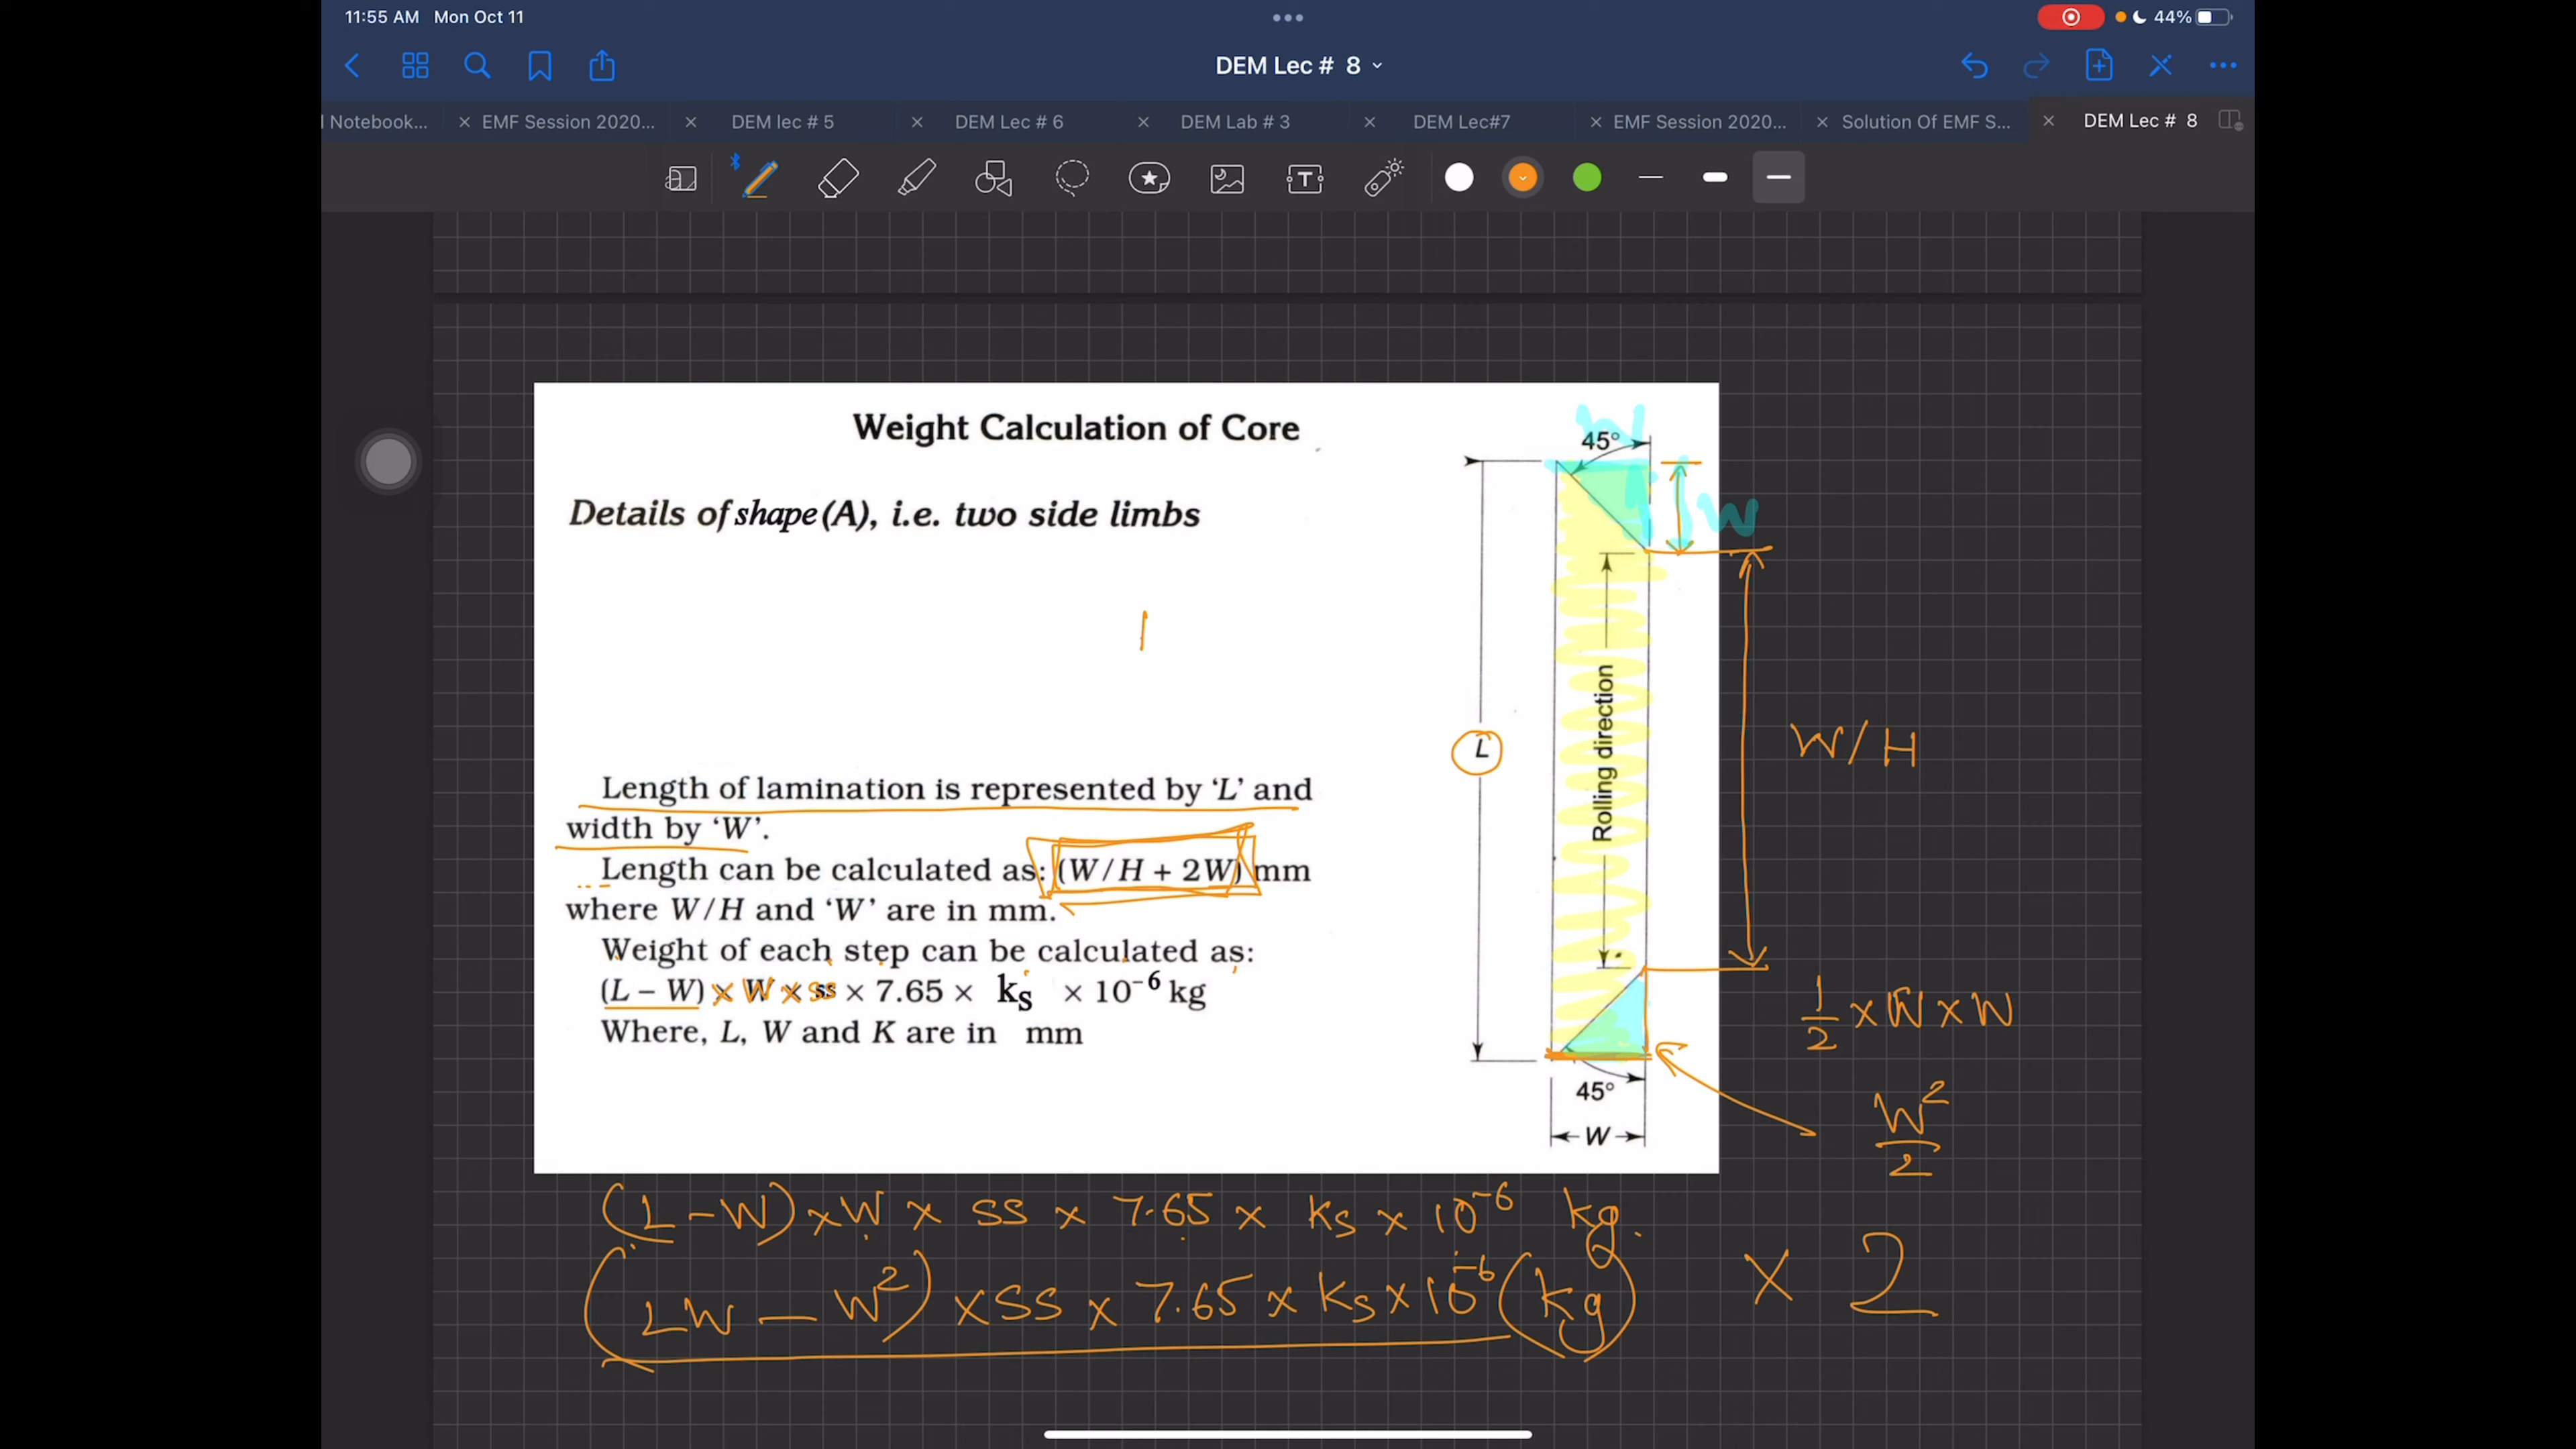 11:55 AM Mon Oct 11
44%
DEM Lec # 8
l Notebook... EMF Session 2020... DEM lec # 5 DEM Lec # 6 DEM Lab # 3 DEM Lec#7 EMF Session 2020... Solution Of EMF S... DEM Lec # 8
Weight Calculation of Core
Details of shape (A), i.e. two side limbs
W
45°
W
L
Rolling direction
W/H
Length of lamination is represented by ‘L’ and
width by ‘W’.
Length can be calculated as: (W/H + 2W) mm
where W/H and ‘W’ are in mm.
Weight of each step can be calculated as:
(L – W) × W × ss × 7.65 × ks × 10⁻⁶ kg
Where, L, W and K are in mm
45°
W
1/2 × W × W
W²/2
(L – W) × W × ss × 7.65 × ks × 10⁻⁶ kg.
(LW — W²) × ss × 7.65 × ks × 10⁻⁶ (kg) × 2